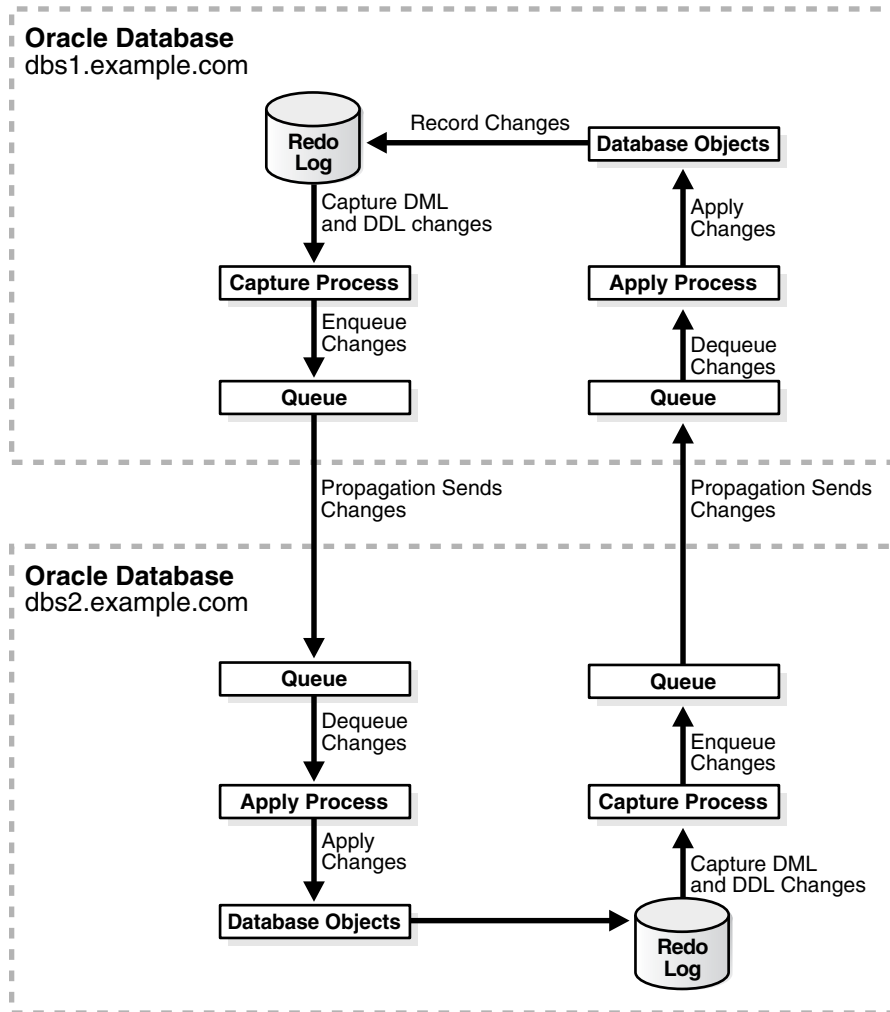 Oracle Database
dbs1.example.com
Record Changes
Redo
Log
Database Objects
Capture DML
and DDL changes
Apply
Changes
Capture Process
Apply Process
Enqueue
Changes
Dequeue
Changes
Queue
Queue
Propagation Sends
Changes
Propagation Sends
Changes
Oracle Database
dbs2.example.com
Queue
Queue
Dequeue
Changes
Enqueue
Changes
Apply Process
Capture Process
Apply
Changes
Capture DML
and DDL Changes
Database Objects
Redo
Log